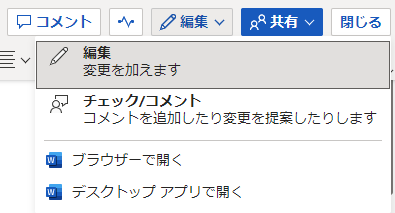 コメント 編集 共有 閉じる
編集
変更を加えます
チェック/コメント
コメントを追加したり変更を提案したりします
ブラウザーで開く
デスクトップ アプリで開く